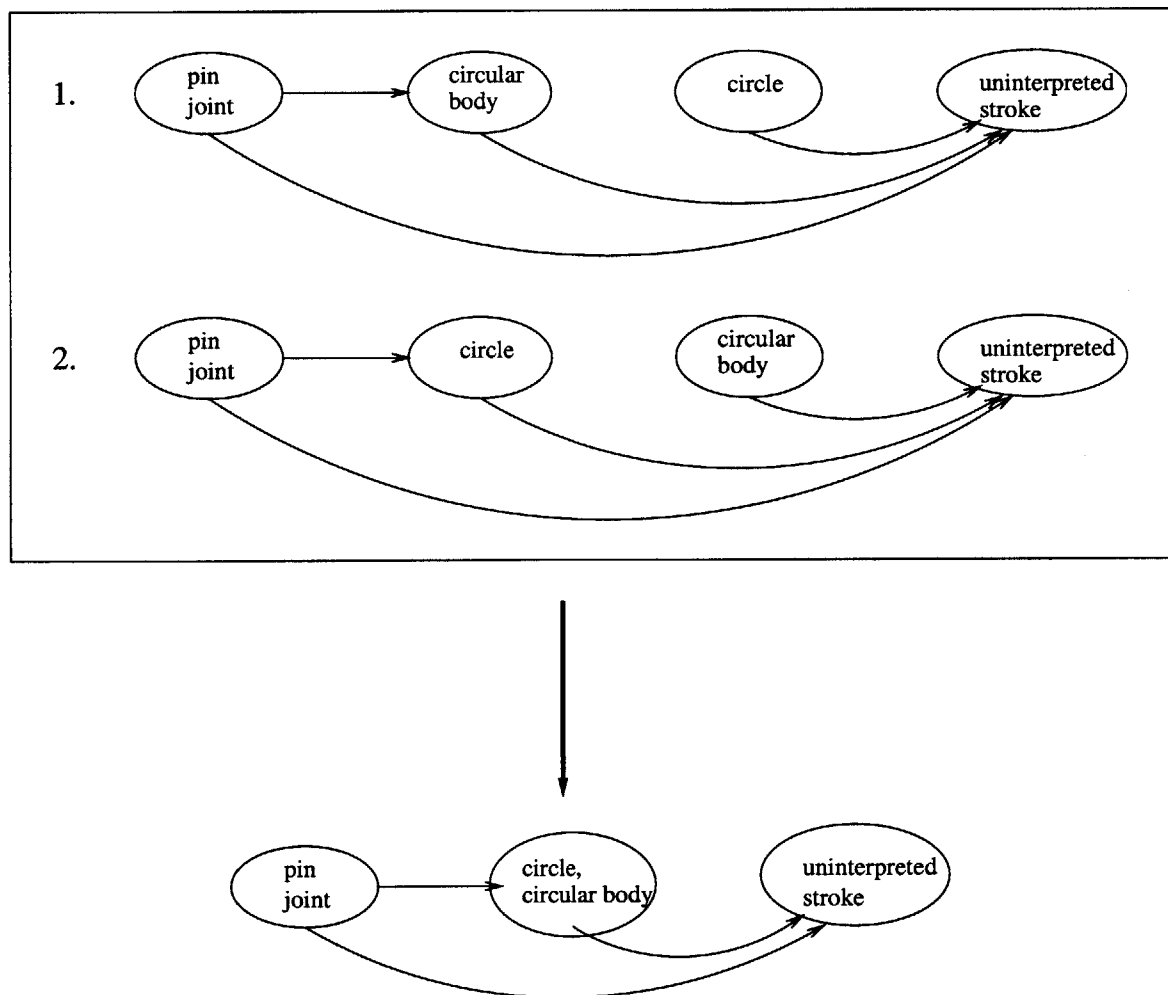 1.
pin
joint
circular
body
circle
uninterpreted
stroke
2.
pin
joint
circle
circular
body
uninterpreted
stroke
pin
joint
circle,
circular body
uninterpreted
stroke